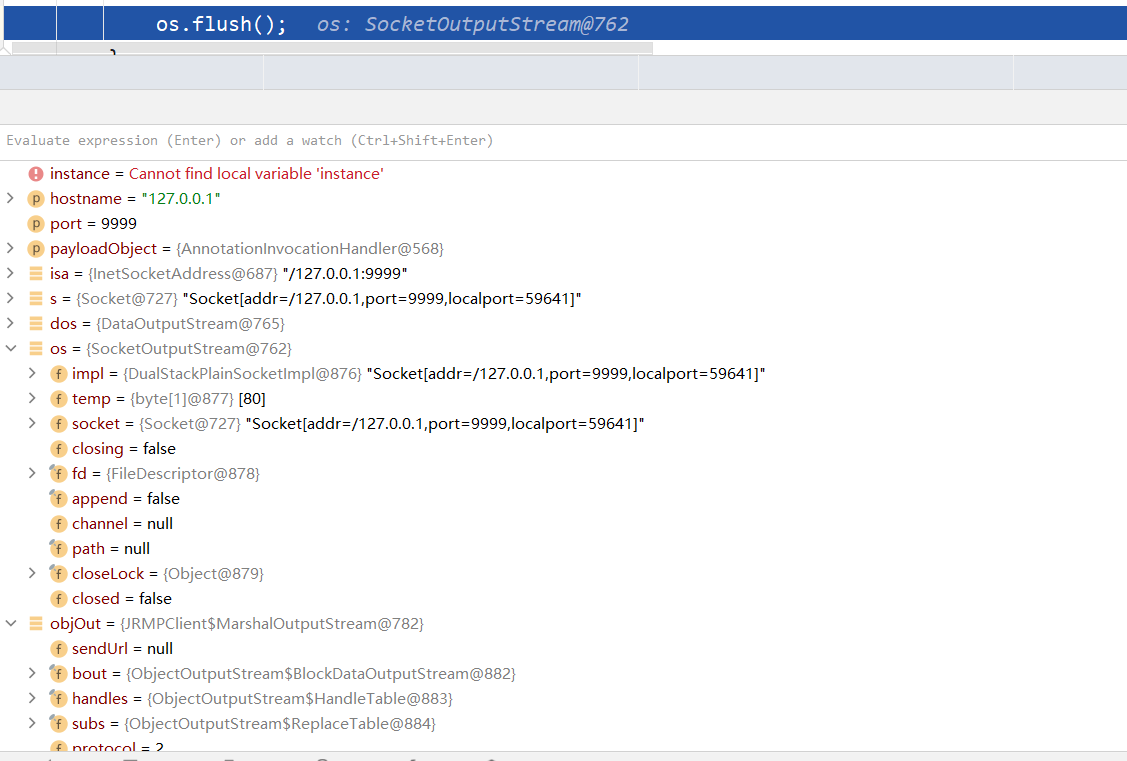 os.flush(); os: SocketOutputStream@762
}
Evaluate expression (Enter) or add a watch (Ctrl+Shift+Enter)
instance = Cannot find local variable 'instance'
p hostname = "127.0.0.1"
p port = 9999
p payloadObject = {AnnotationInvocationHandler@568}
isa = {InetSocketAddress@687} "/127.0.0.1:9999"
s = {Socket@727} "Socket[addr=/127.0.0.1,port=9999,localport=59641]"
dos = {DataOutputStream@765}
os = {SocketOutputStream@762}
f impl = {DualStackPlainSocketImpl@876} "Socket[addr=/127.0.0.1,port=9999,localport=59641]"
f temp = {byte[1]@877} [80]
f socket = {Socket@727} "Socket[addr=/127.0.0.1,port=9999,localport=59641]"
f closing = false
f fd = {FileDescriptor@878}
f append = false
f channel = null
f path = null
f closeLock = {Object@879}
f closed = false
objOut = {JRMPClient$MarshalOutputStream@782}
f sendUrl = null
f bout = {ObjectOutputStream$BlockDataOutputStream@882}
f handles = {ObjectOutputStream$HandleTable@883}
f subs = {ObjectOutputStream$ReplaceTable@884}
f protocol = 2